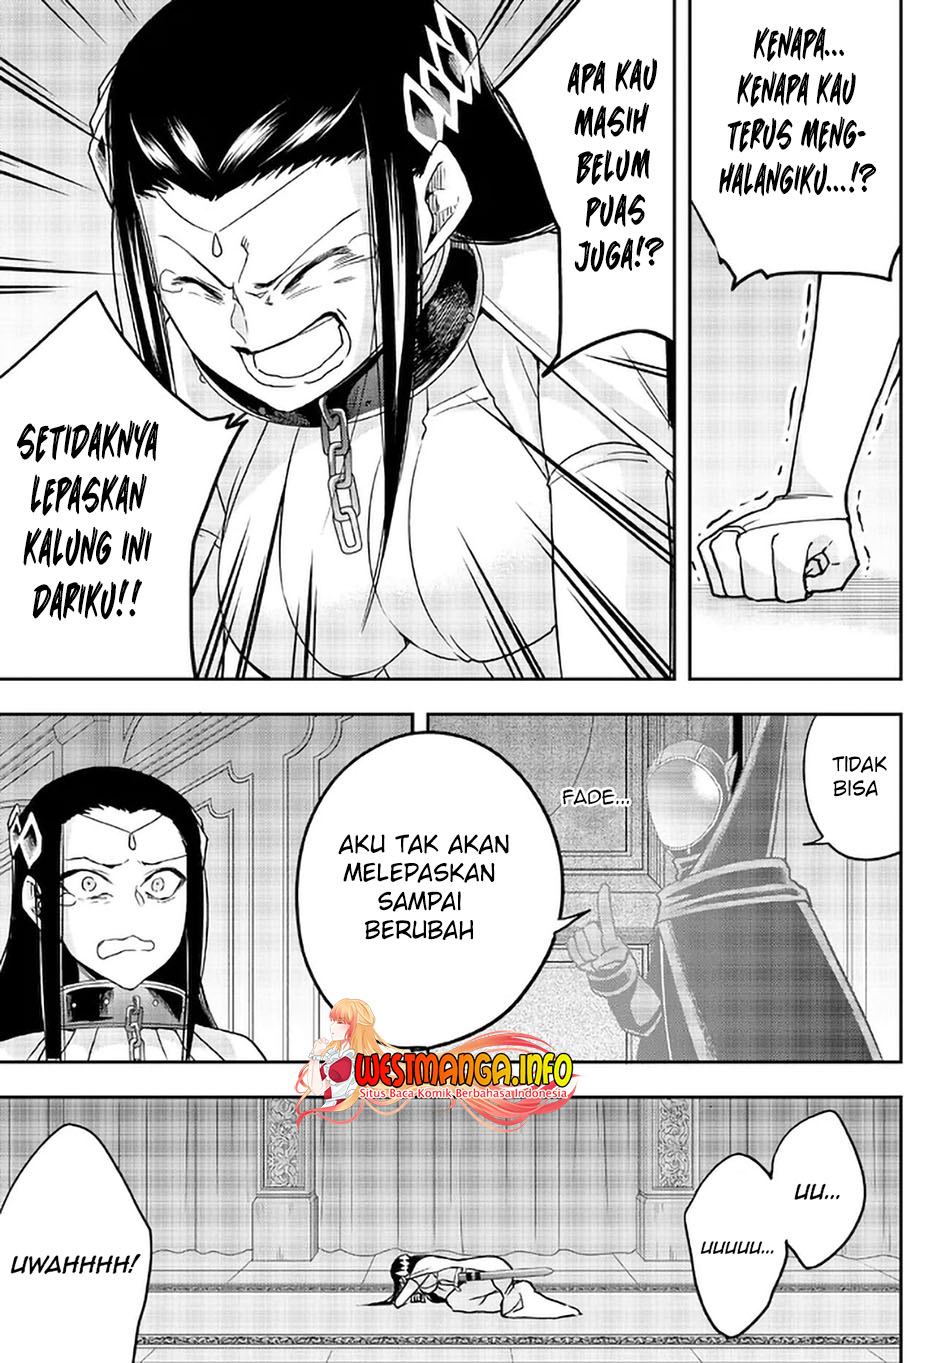 KENAPA...
KENAPA KAU
TERUS MENG-
HALANGIKU...!?
APA KAU
MASIH
BELUM
PUAS
JUGA!?
SETIDAKNYA
LEPASKAN
KALUNG INI
DARIKU!!
TIDAK
BISA
FADE...
AKU TAK AKAN
MELEPASKAN
SAMPAI
BERUBAH
WESTMANGA.INFO
Situs Baca Komik Berbahasa Indonesia
UU...
UUUUU...
UWAHHHH!